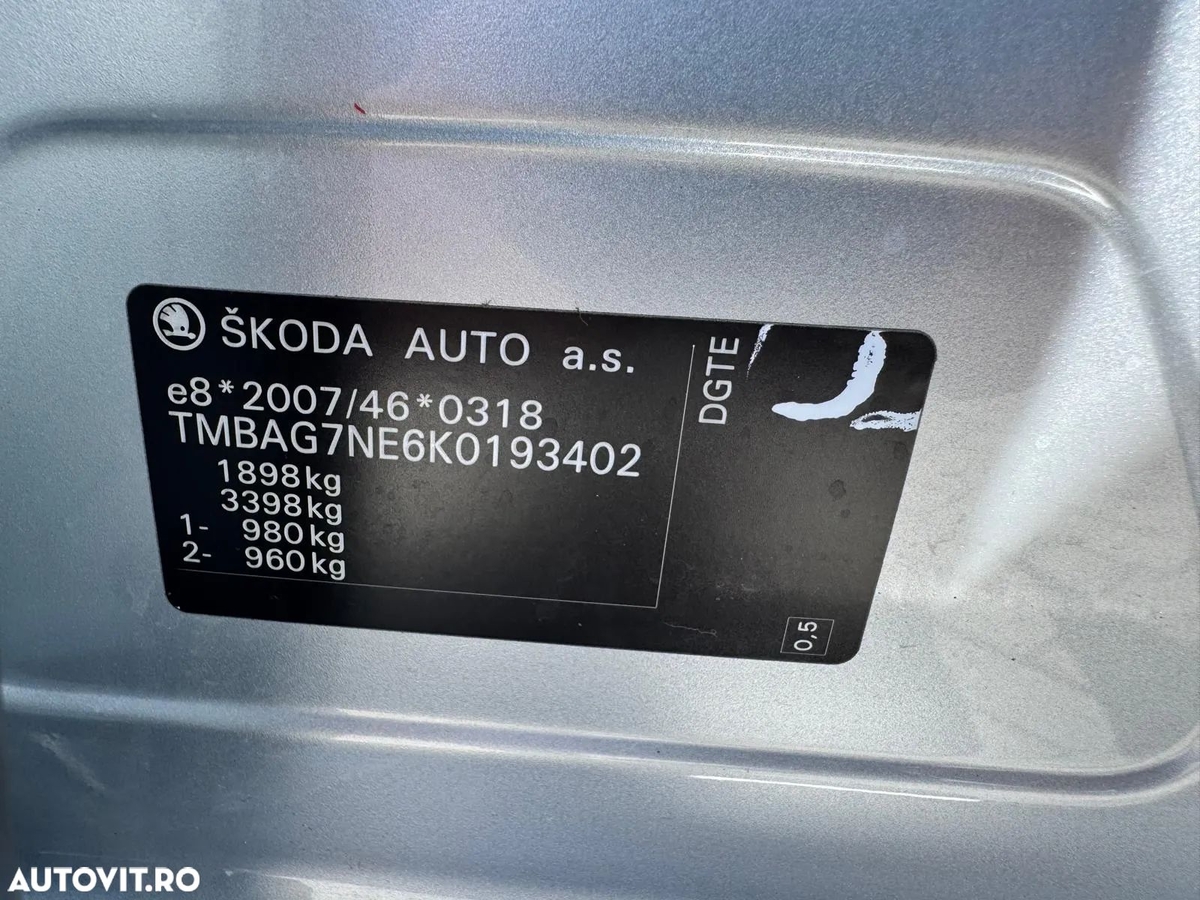 ŠKODA AUTO a.s.
e8*2007/46*0318
TMBAG7NE6K0193402
1898kg
3398kg
1- 980kg
2- 960kg
DGTE
0,5
AUTOVIT.RO